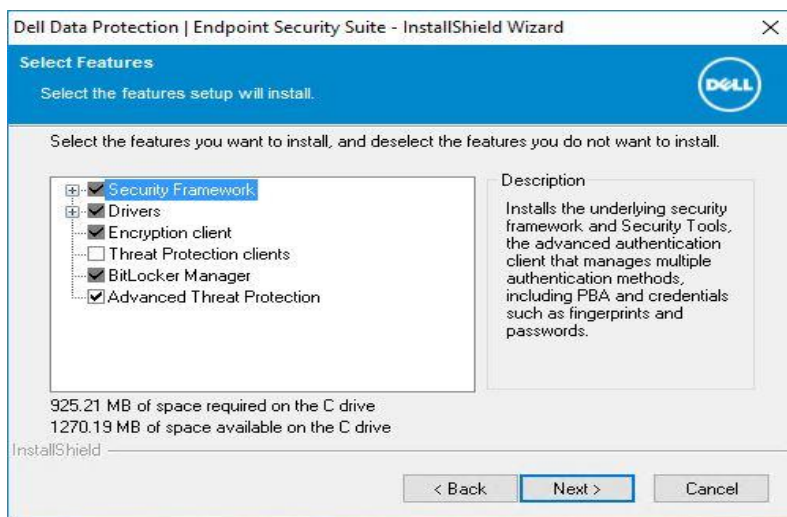 Dell Data Protection | Endpoint Security Suite - InstallShield Wizard
Select Features
Select the features setup will install.
DELL
Select the features you want to install, and deselect the features you do not want to install.
Security Framework
Drivers
Encryption client
Threat Protection clients
BitLocker Manager
Advanced Threat Protection
Description
Installs the underlying security
framework and Security Tools,
the advanced authentication
client that manages multiple
authentication methods,
including PBA and credentials
such as fingerprints and
passwords.
925.21 MB of space required on the C drive
1270.19 MB of space available on the C drive
InstallShield
< Back
Next >
Cancel